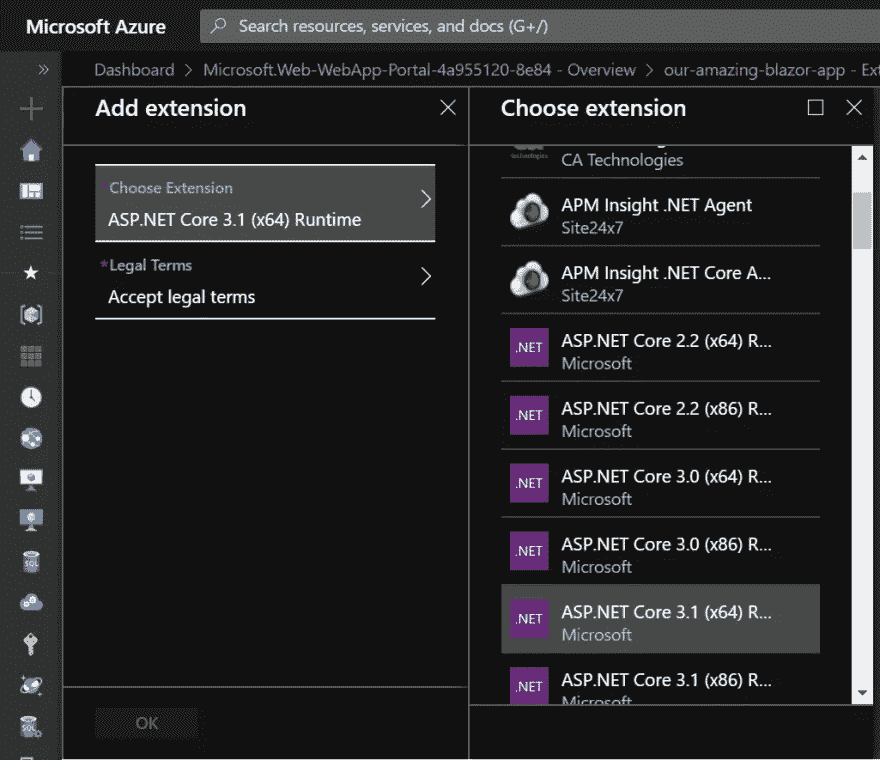 Microsoft Azure
Search resources, services, and docs (G+/)
Dashboard > Microsoft.Web-WebApp-Portal-4a955120-8e84 - Overview > our-amazing-blazor-app - Ext
Add extension
*Choose Extension
ASP.NET Core 3.1 (x64) Runtime
*Legal Terms
Accept legal terms
OK
Choose extension
technologies
CA Technologies
APM Insight .NET Agent
Site24x7
APM Insight .NET Core A...
Site24x7
.NET
ASP.NET Core 2.2 (x64) R...
Microsoft
.NET
ASP.NET Core 2.2 (x86) R...
Microsoft
.NET
ASP.NET Core 3.0 (x64) R...
Microsoft
.NET
ASP.NET Core 3.0 (x86) R...
Microsoft
.NET
ASP.NET Core 3.1 (x64) R...
Microsoft
.NET
ASP.NET Core 3.1 (x86) R...
Microsoft
SQL
SQL